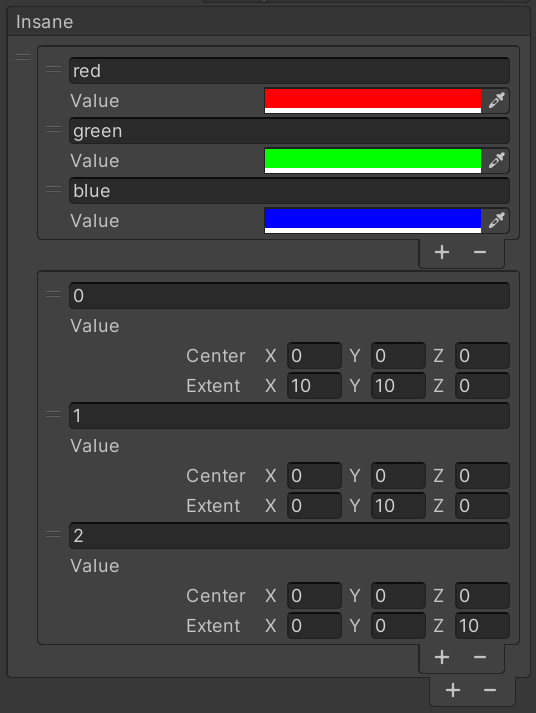 Insane
red
Value
green
Value
blue
Value
+ −
0
Value
Center X 0 Y 0 Z 0
Extent X 10 Y 10 Z 0
1
Value
Center X 0 Y 0 Z 0
Extent X 0 Y 10 Z 0
2
Value
Center X 0 Y 0 Z 0
Extent X 0 Y 0 Z 10
+ −
+ −